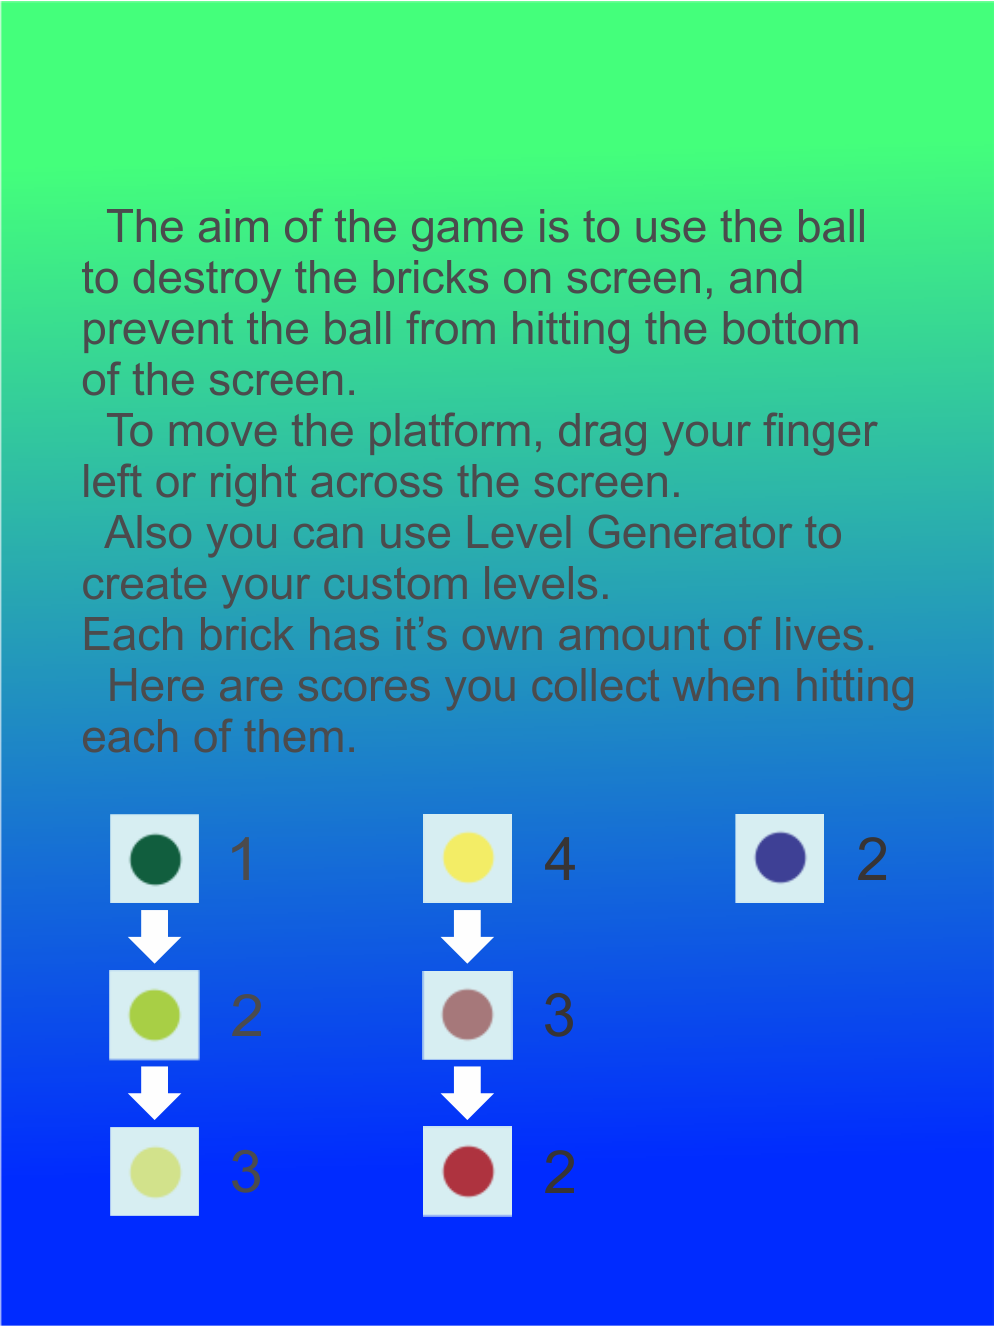 The aim of the game is to use the ball
to destroy the bricks on screen, and
prevent the ball from hitting the bottom
of the screen.
To move the platform, drag your finger
left or right across the screen.
Also you can use Level Generator to
create your custom levels.
Each brick has it’s own amount of lives.
Here are scores you collect when hitting
each of them.
1 4 2
2 3
3 2